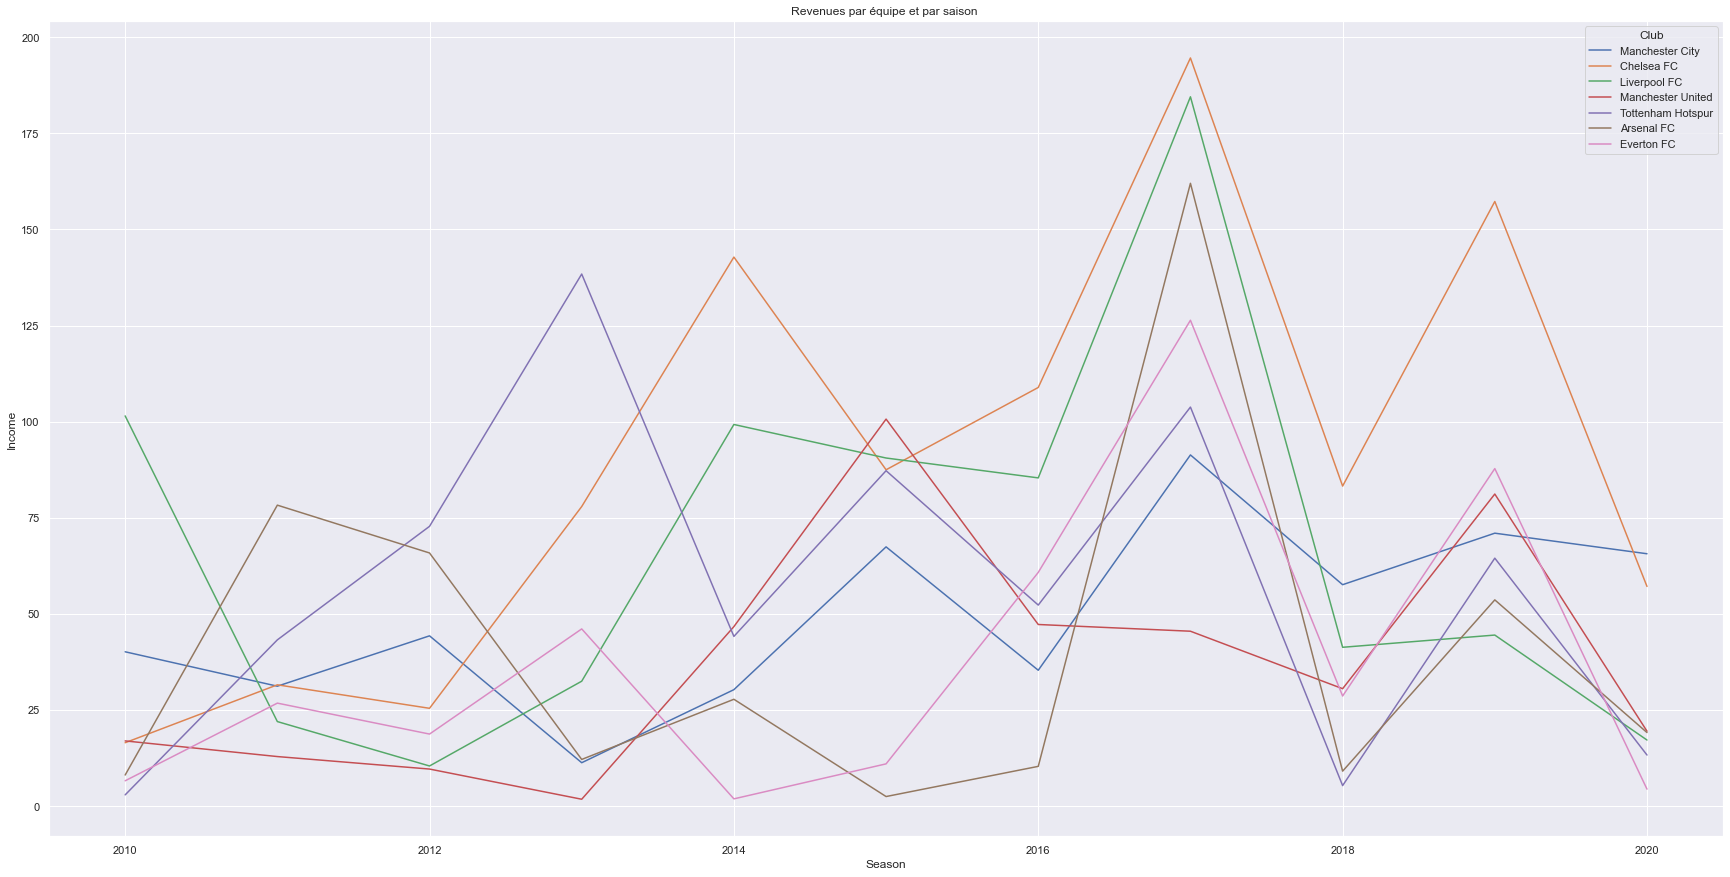 Revenues par équipe et par saison
Club
Manchester City
Chelsea FC
Liverpool FC
Manchester United
Tottenham Hotspur
Arsenal FC
Everton FC
Income
200
175
150
125
100
75
50
25
0
2010 2012 2014 2016 2018 2020
Season